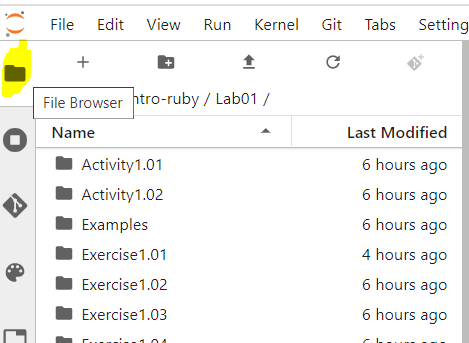 File Edit View Run Kernel Git Tabs Setting
File Browser
ntro-ruby / Lab01 /
Name Last Modified
Activity1.01 6 hours ago
Activity1.02 6 hours ago
Examples 6 hours ago
Exercise1.01 4 hours ago
Exercise1.02 6 hours ago
Exercise1.03 6 hours ago
Exercise1.04 6 hours ago